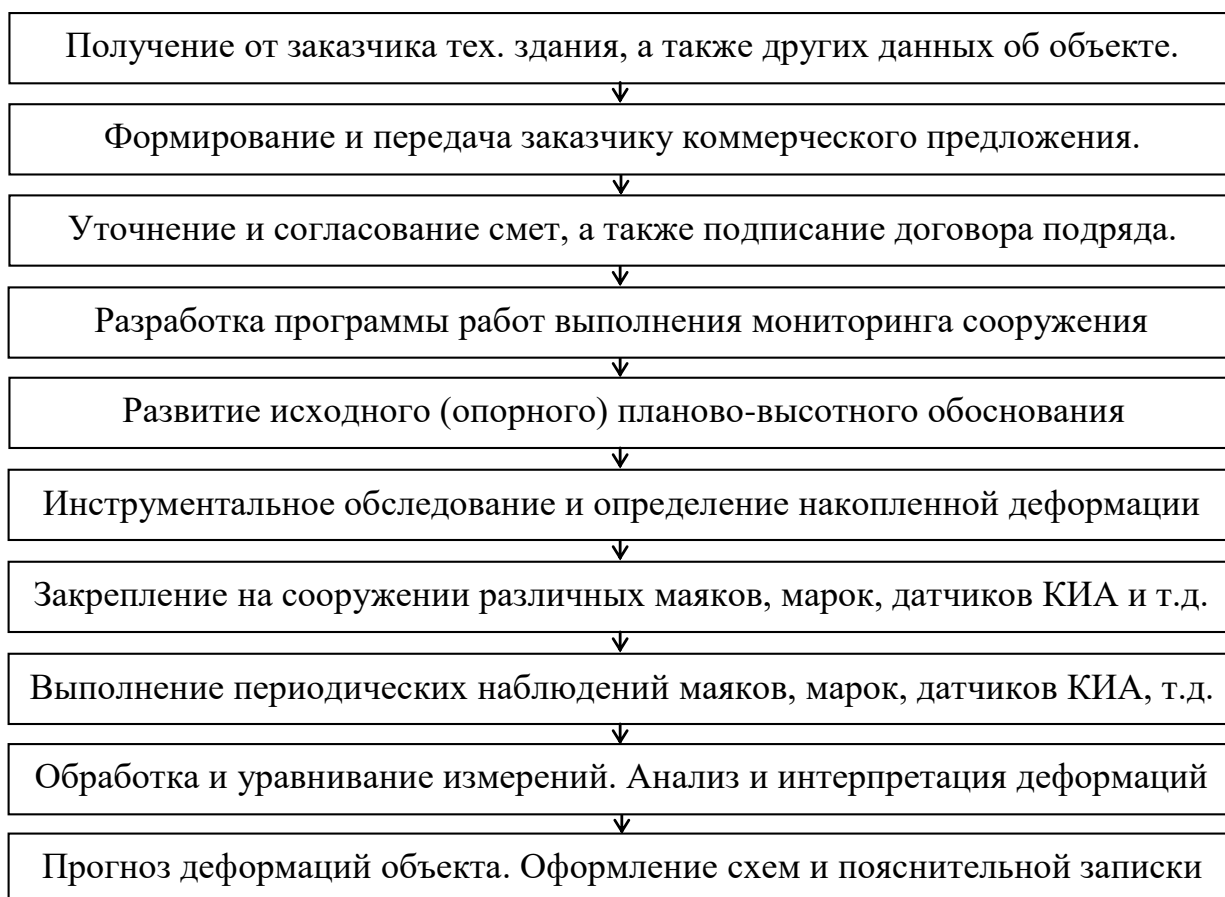 Получение от заказчика тех. здания, а также других данных об объекте.
Формирование и передача заказчику коммерческого предложения.
Уточнение и согласование смет, а также подписание договора подряда.
Разработка программы работ выполнения мониторинга сооружения
Развитие исходного (опорного) планово-высотного обоснования
Инструментальное обследование и определение накопленной деформации
Закрепление на сооружении различных маяков, марок, датчиков КИА и т.д.
Выполнение периодических наблюдений маяков, марок, датчиков КИА, т.д.
Обработка и уравнивание измерений. Анализ и интерпретация деформаций
Прогноз деформаций объекта. Оформление схем и пояснительной записки